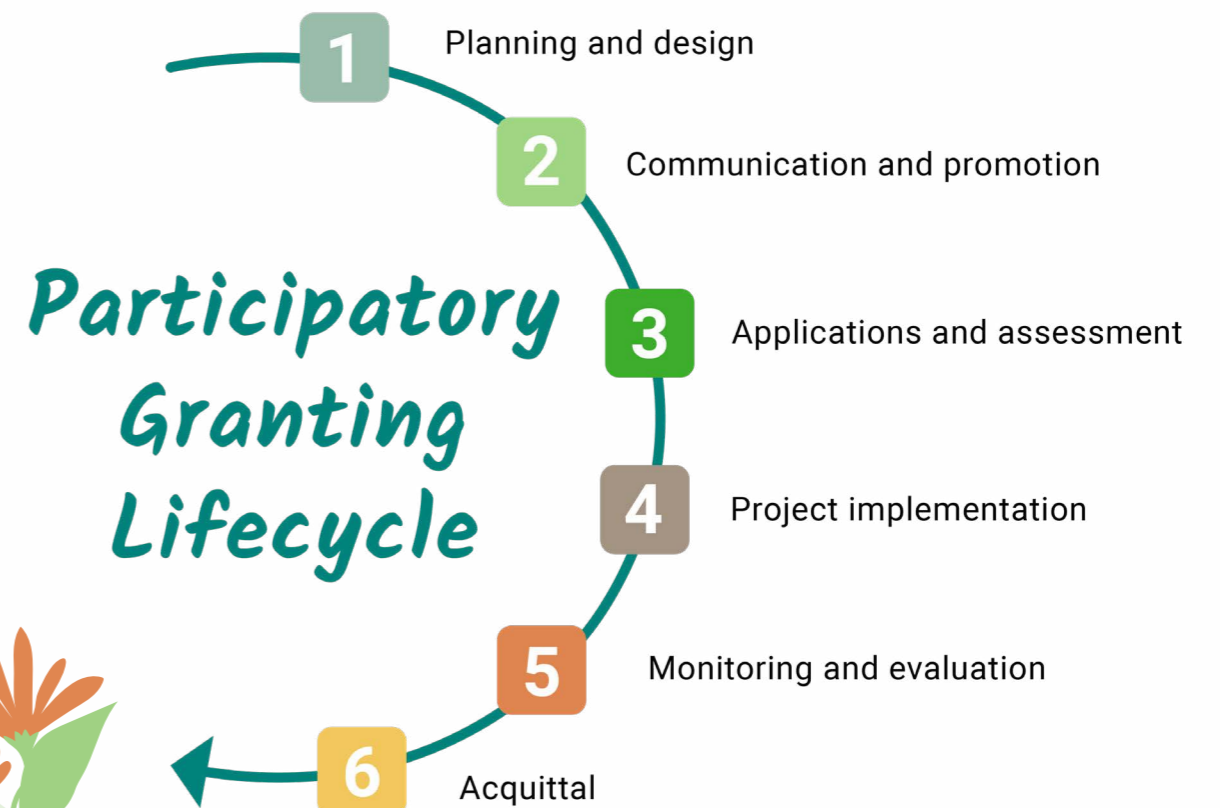 1 Planning and design
2 Communication and promotion
Participatory
Granting
Lifecycle
3 Applications and assessment
4 Project implementation
5 Monitoring and evaluation
6 Acquittal